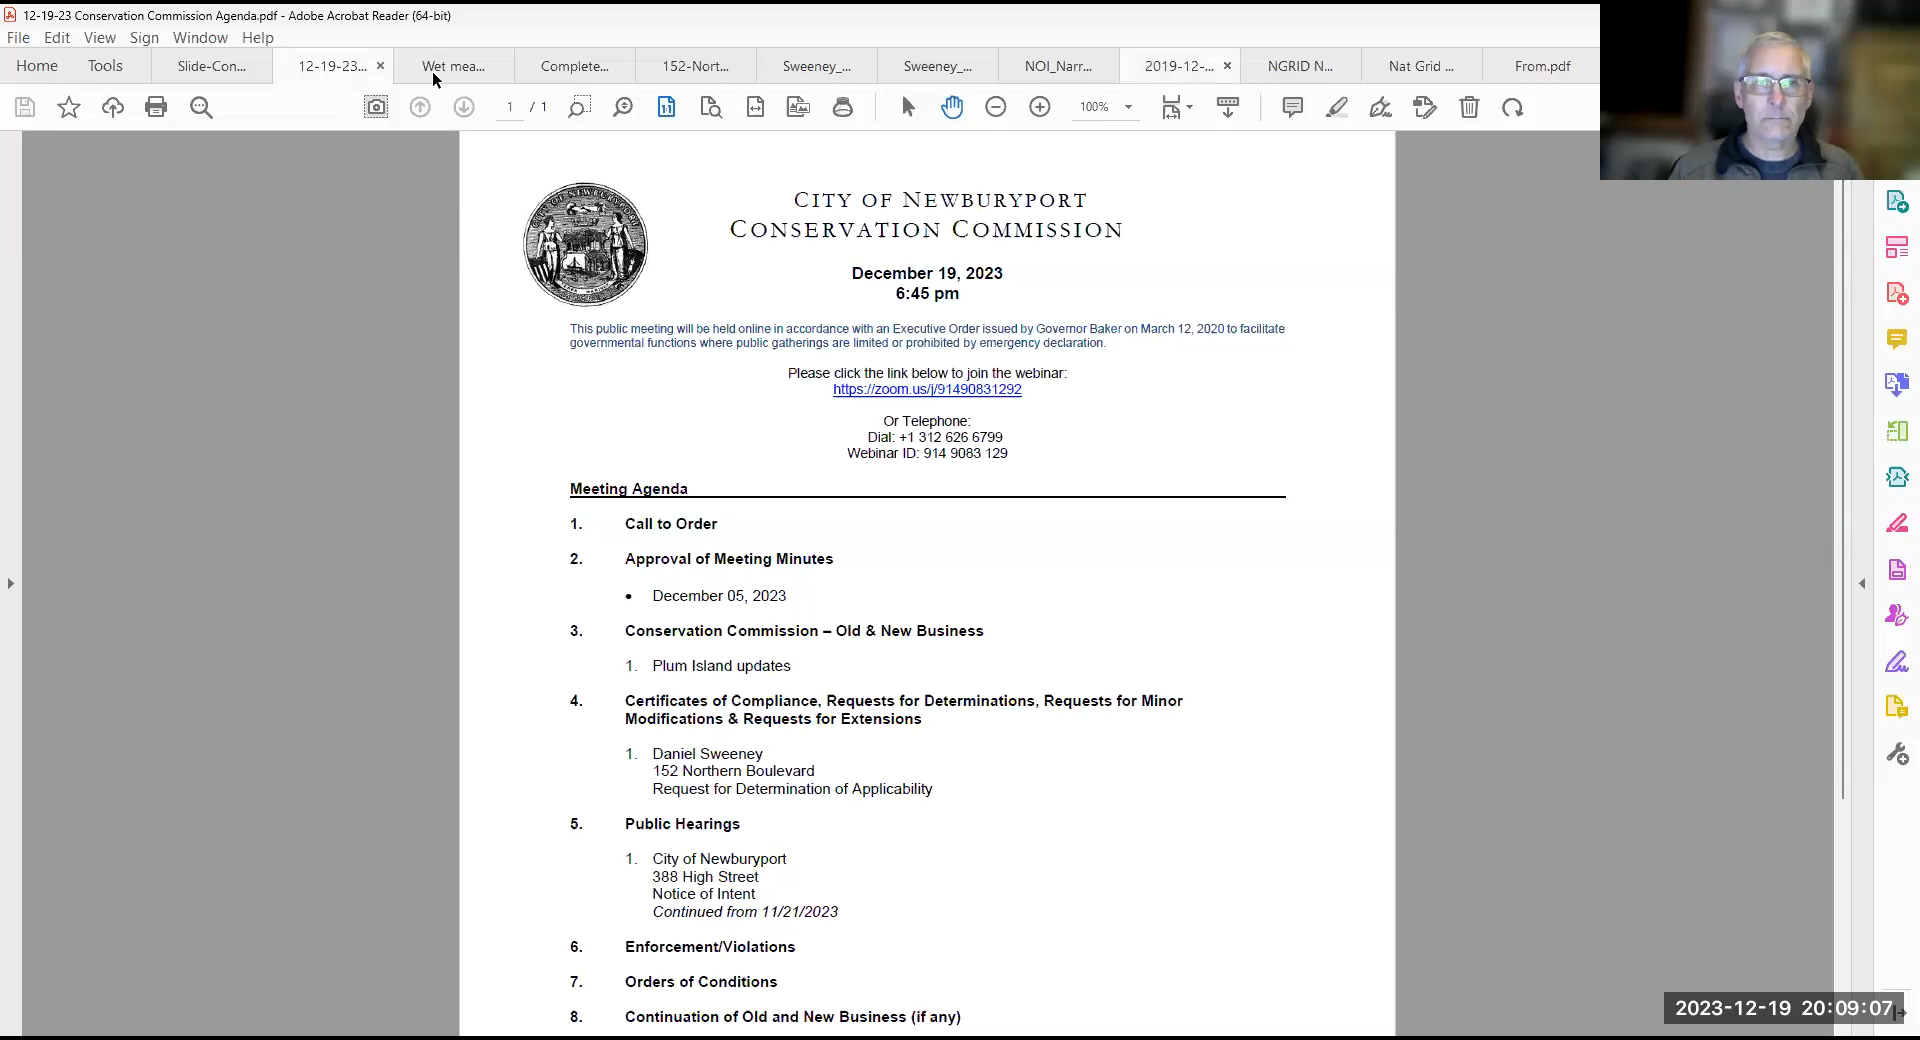 12-19-23 Conservation Commission Agenda.pdf - Adobe Acrobat Reader (64-bit)
File Edit View Sign Window Help
Home Tools Slide-Con... 12-19-23... × Wet mea... Complete... 152-Nort... Sweeney_... Sweeney_... NOI_Narr... 2019-12-... × NGRID N... Nat Grid ... From.pdf
1 / 1 100%
CITY OF NEWBURYPORT
CONSERVATION COMMISSION
December 19, 2023
6:45 pm
This public meeting will be held online in accordance with an Executive Order issued by Governor Baker on March 12, 2020 to facilitate
governmental functions where public gatherings are limited or prohibited by emergency declaration.
Please click the link below to join the webinar:
https://zoom.us/j/91490831292
Or Telephone:
Dial: +1 312 626 6799
Webinar ID: 914 9083 129
Meeting Agenda
1. Call to Order
2. Approval of Meeting Minutes
• December 05, 2023
3. Conservation Commission – Old & New Business
1. Plum Island updates
4. Certificates of Compliance, Requests for Determinations, Requests for Minor
Modifications & Requests for Extensions
1. Daniel Sweeney
152 Northern Boulevard
Request for Determination of Applicability
5. Public Hearings
1. City of Newburyport
388 High Street
Notice of Intent
Continued from 11/21/2023
6. Enforcement/Violations
7. Orders of Conditions
8. Continuation of Old and New Business (if any)
2023-12-19 20:09:07